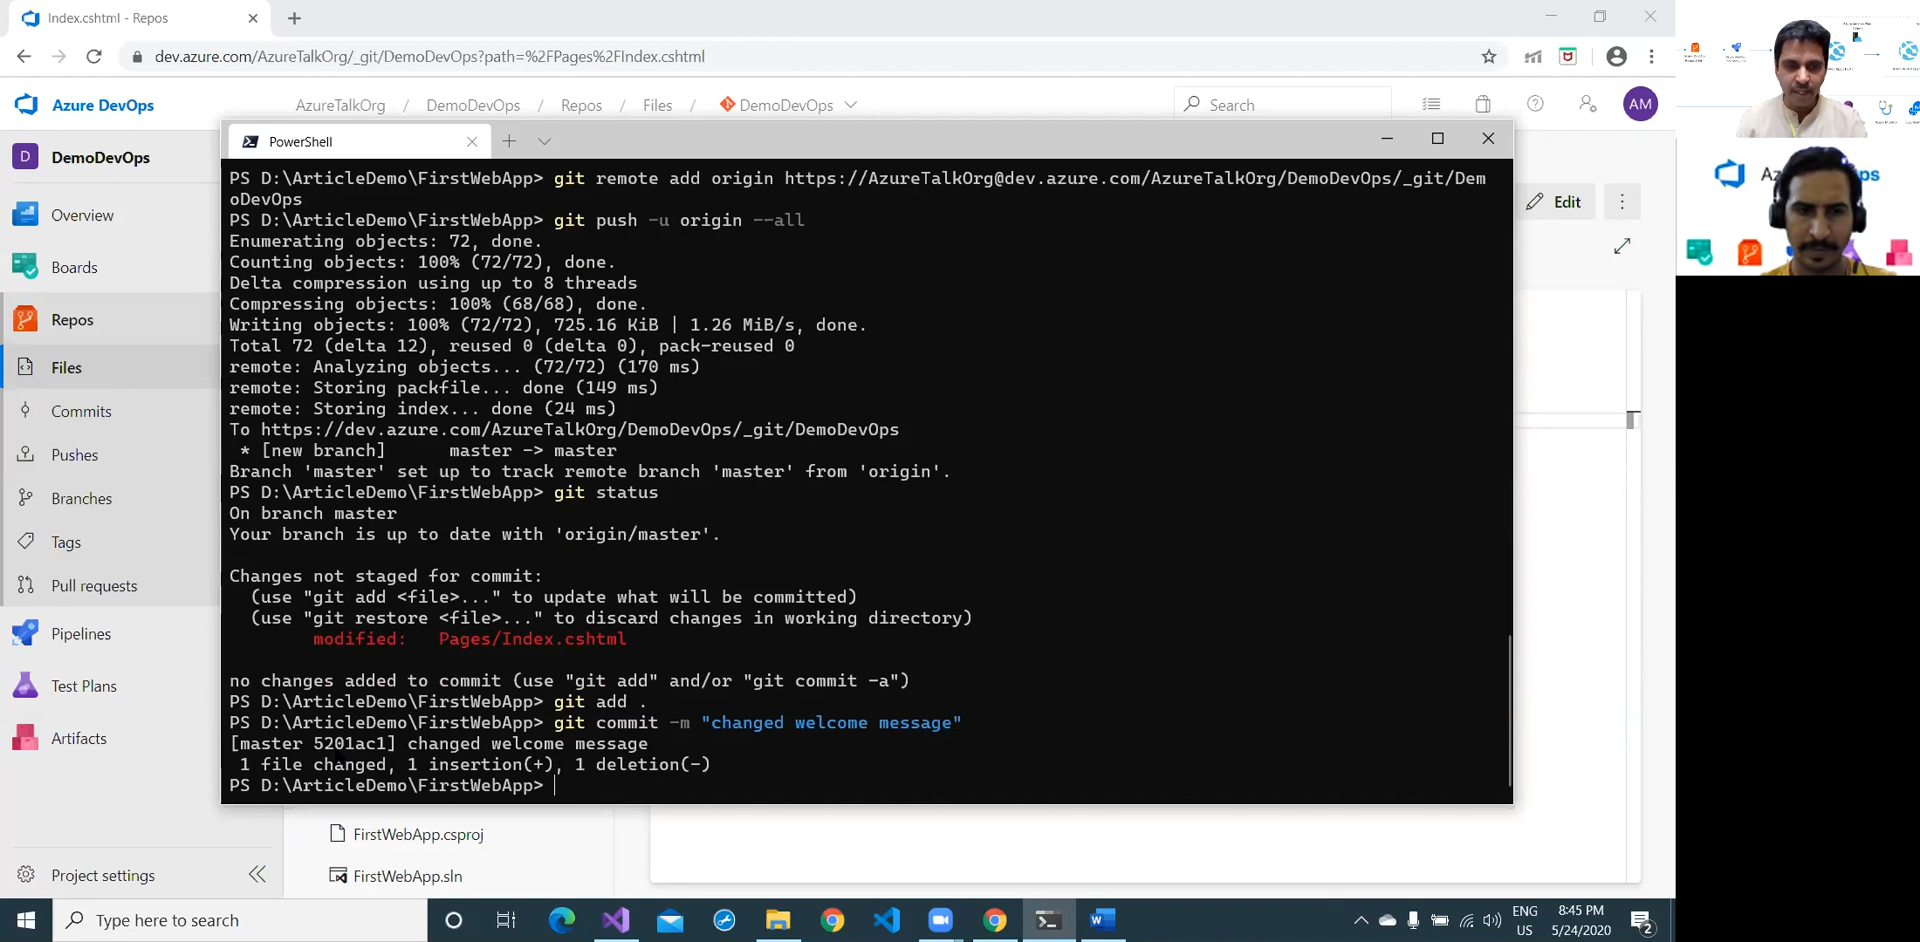 Index.cshtml - Repos
dev.azure.com/AzureTalkOrg/_git/DemoDevOps?path=%2FPages%2FIndex.cshtml
Azure DevOps
AzureTalkOrg / DemoDevOps / Repos / Files / DemoDevOps
Search
AM
D DemoDevOps
Overview
Boards
Repos
Files
Commits
Pushes
Branches
Tags
Pull requests
Pipelines
Test Plans
Artifacts
Project settings
Edit
PowerShell
PS D:\ArticleDemo\FirstWebApp> git remote add origin https://AzureTalkOrg@dev.azure.com/AzureTalkOrg/DemoDevOps/_git/Dem
oDevOps
PS D:\ArticleDemo\FirstWebApp> git push -u origin --all
Enumerating objects: 72, done.
Counting objects: 100% (72/72), done.
Delta compression using up to 8 threads
Compressing objects: 100% (68/68), done.
Writing objects: 100% (72/72), 725.16 KiB | 1.26 MiB/s, done.
Total 72 (delta 12), reused 0 (delta 0), pack-reused 0
remote: Analyzing objects... (72/72) (170 ms)
remote: Storing packfile... done (149 ms)
remote: Storing index... done (24 ms)
To https://dev.azure.com/AzureTalkOrg/DemoDevOps/_git/DemoDevOps
* [new branch] master -> master
Branch 'master' set up to track remote branch 'master' from 'origin'.
PS D:\ArticleDemo\FirstWebApp> git status
On branch master
Your branch is up to date with 'origin/master'.
Changes not staged for commit:
(use "git add <file>..." to update what will be committed)
(use "git restore <file>..." to discard changes in working directory)
modified: Pages/Index.cshtml
no changes added to commit (use "git add" and/or "git commit -a")
PS D:\ArticleDemo\FirstWebApp> git add .
PS D:\ArticleDemo\FirstWebApp> git commit -m "changed welcome message"
[master 5201ac1] changed welcome message
1 file changed, 1 insertion(+), 1 deletion(-)
PS D:\ArticleDemo\FirstWebApp>
FirstWebApp.csproj
FirstWebApp.sln
Type here to search
ENG
US
8:45 PM
5/24/2020
2